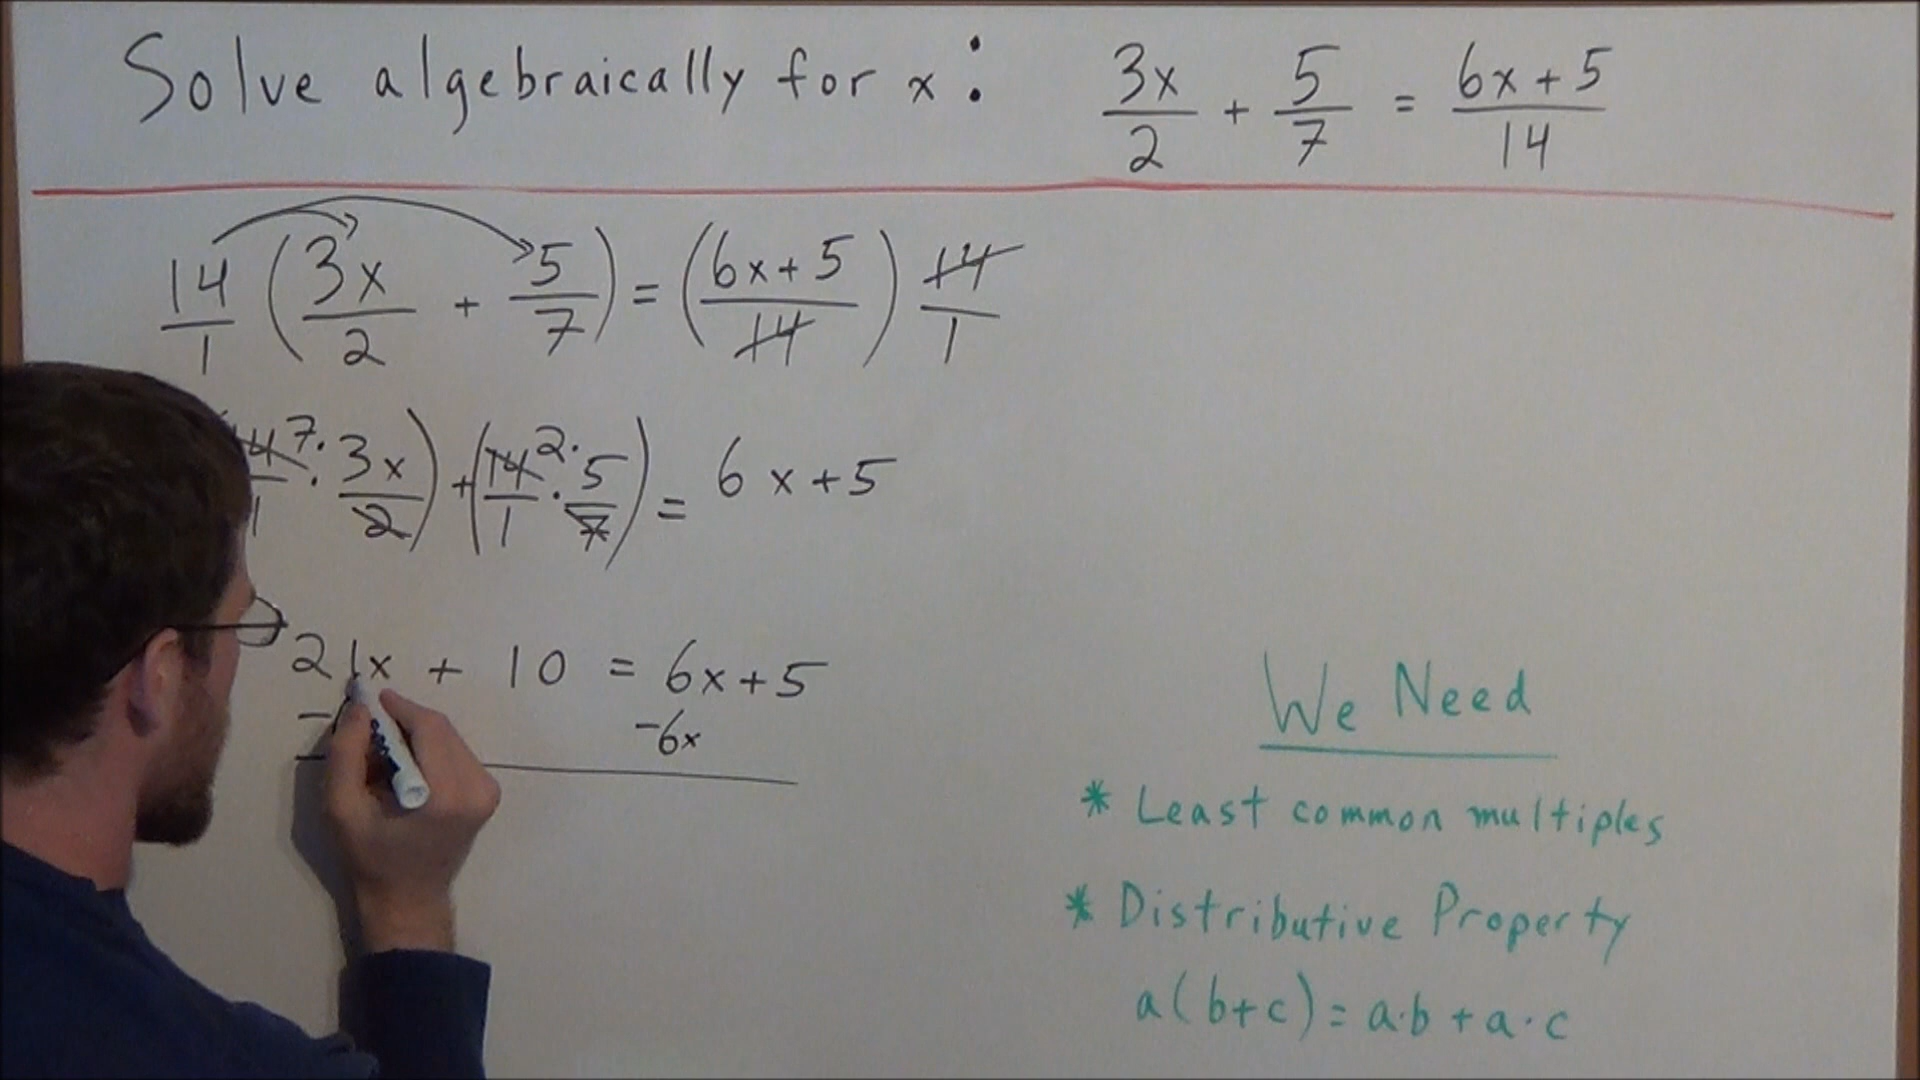 Solve algebraically for x: 3x/2 + 5/7 = 6x+5/14
14/1 (3x/2 + 5/7) = (6x+5/14) 14/1
7· 3x/2) + (14/1 2· · 5/7) = 6x+5
21x + 10 = 6x+5
-6x
We Need
* Least common multiples
* Distributive Property
a(b+c) = a·b + a·c